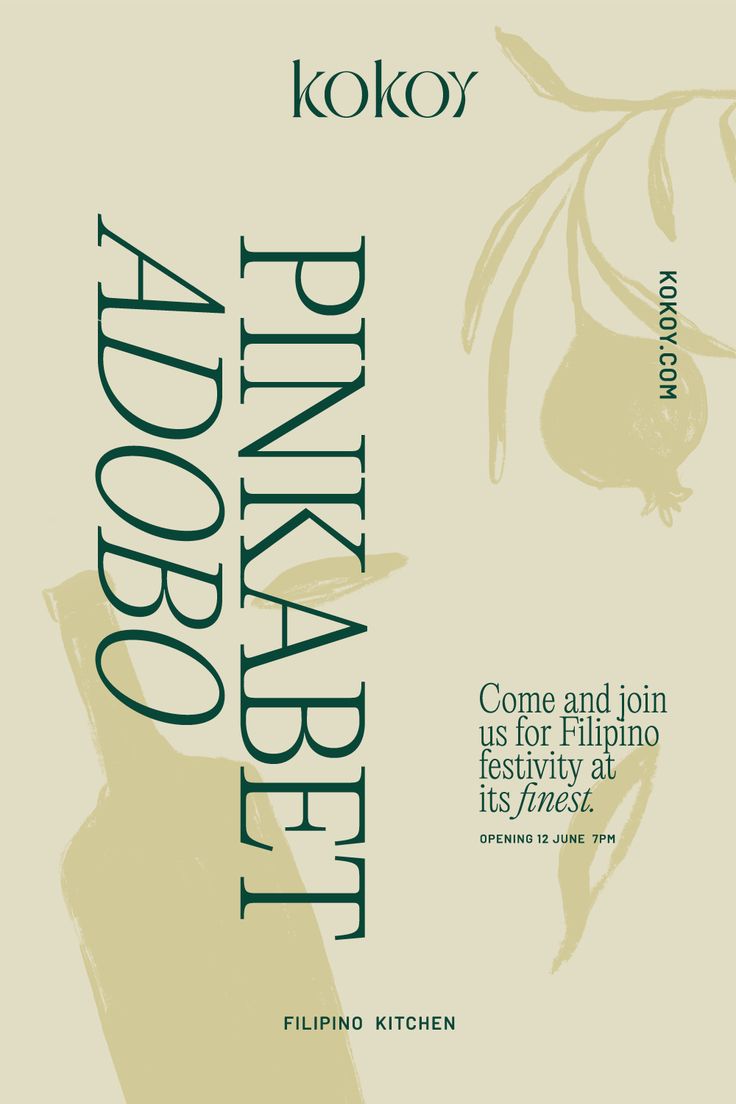 KOKOY
PINKABET
ADOBO
KOKOY.COM
Come and join
us for Filipino
festivity at
its finest.
OPENING 12 JUNE 7PM
FILIPINO KITCHEN